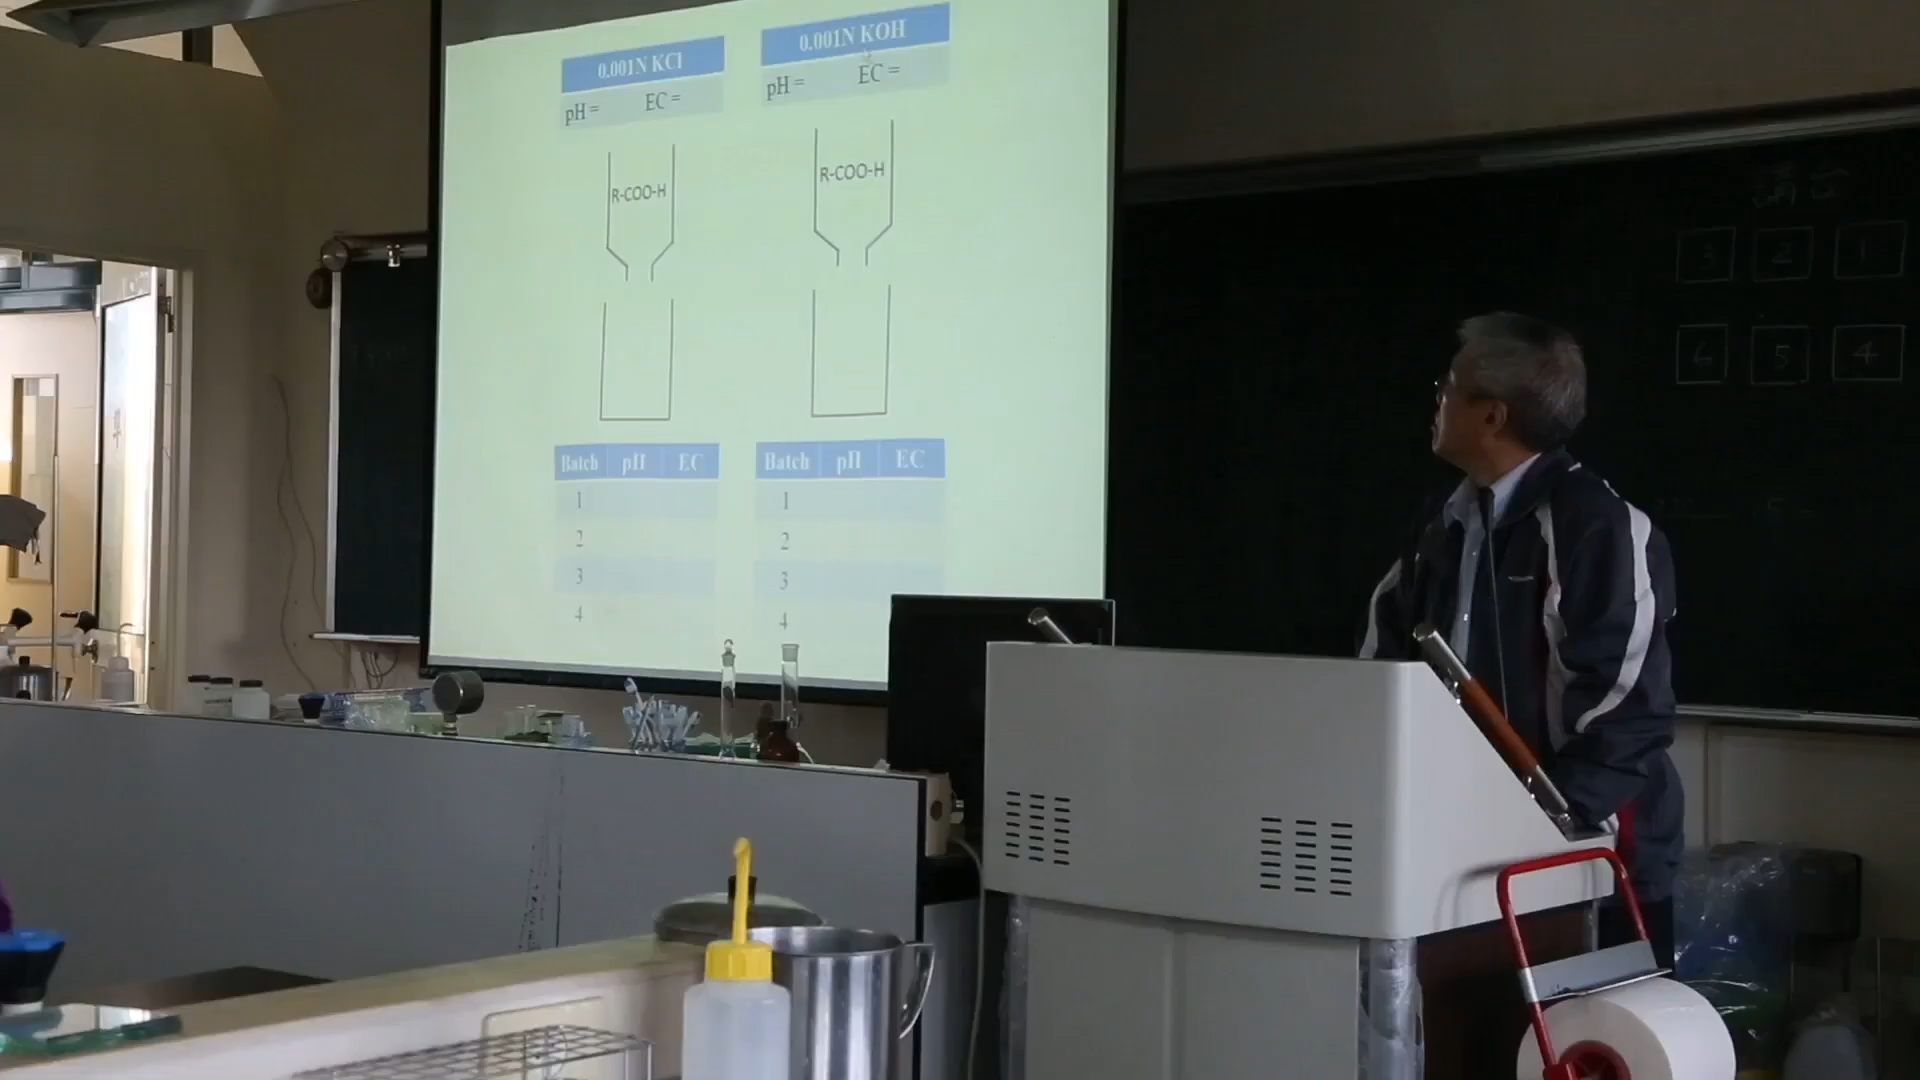 0.001N KCl
pH = EC =
R-COO-H
Batch pH EC
1
2
3
4
0.001N KOH
pH = EC =
R-COO-H
Batch pH EC
1
2
3
4
3 2 1
6 5 4